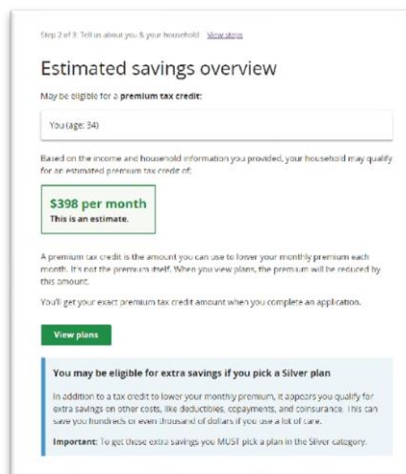 Step 2 of 3: Tell us about you & your household View steps
Estimated savings overview
May be eligible for a premium tax credit:
You (age: 34)
Based on the income and household information you provided, your household may qualify
for an estimated premium tax credit of:
$398 per month
This is an estimate.
A premium tax credit is the amount you can use to lower your monthly premium each
month. It's not the premium itself. When you view plans, the premium will be reduced by
this amount.
You'll get your exact premium tax credit amount when you complete an application.
View plans
You may be eligible for extra savings if you pick a Silver plan
In addition to a tax credit to lower your monthly premium, it appears you qualify for
extra savings on other costs, like deductibles, copayments, and coinsurance. This can
save you hundreds or even thousand of dollars if you use a lot of care.
Important: To get these extra savings you MUST pick a plan in the Silver category.